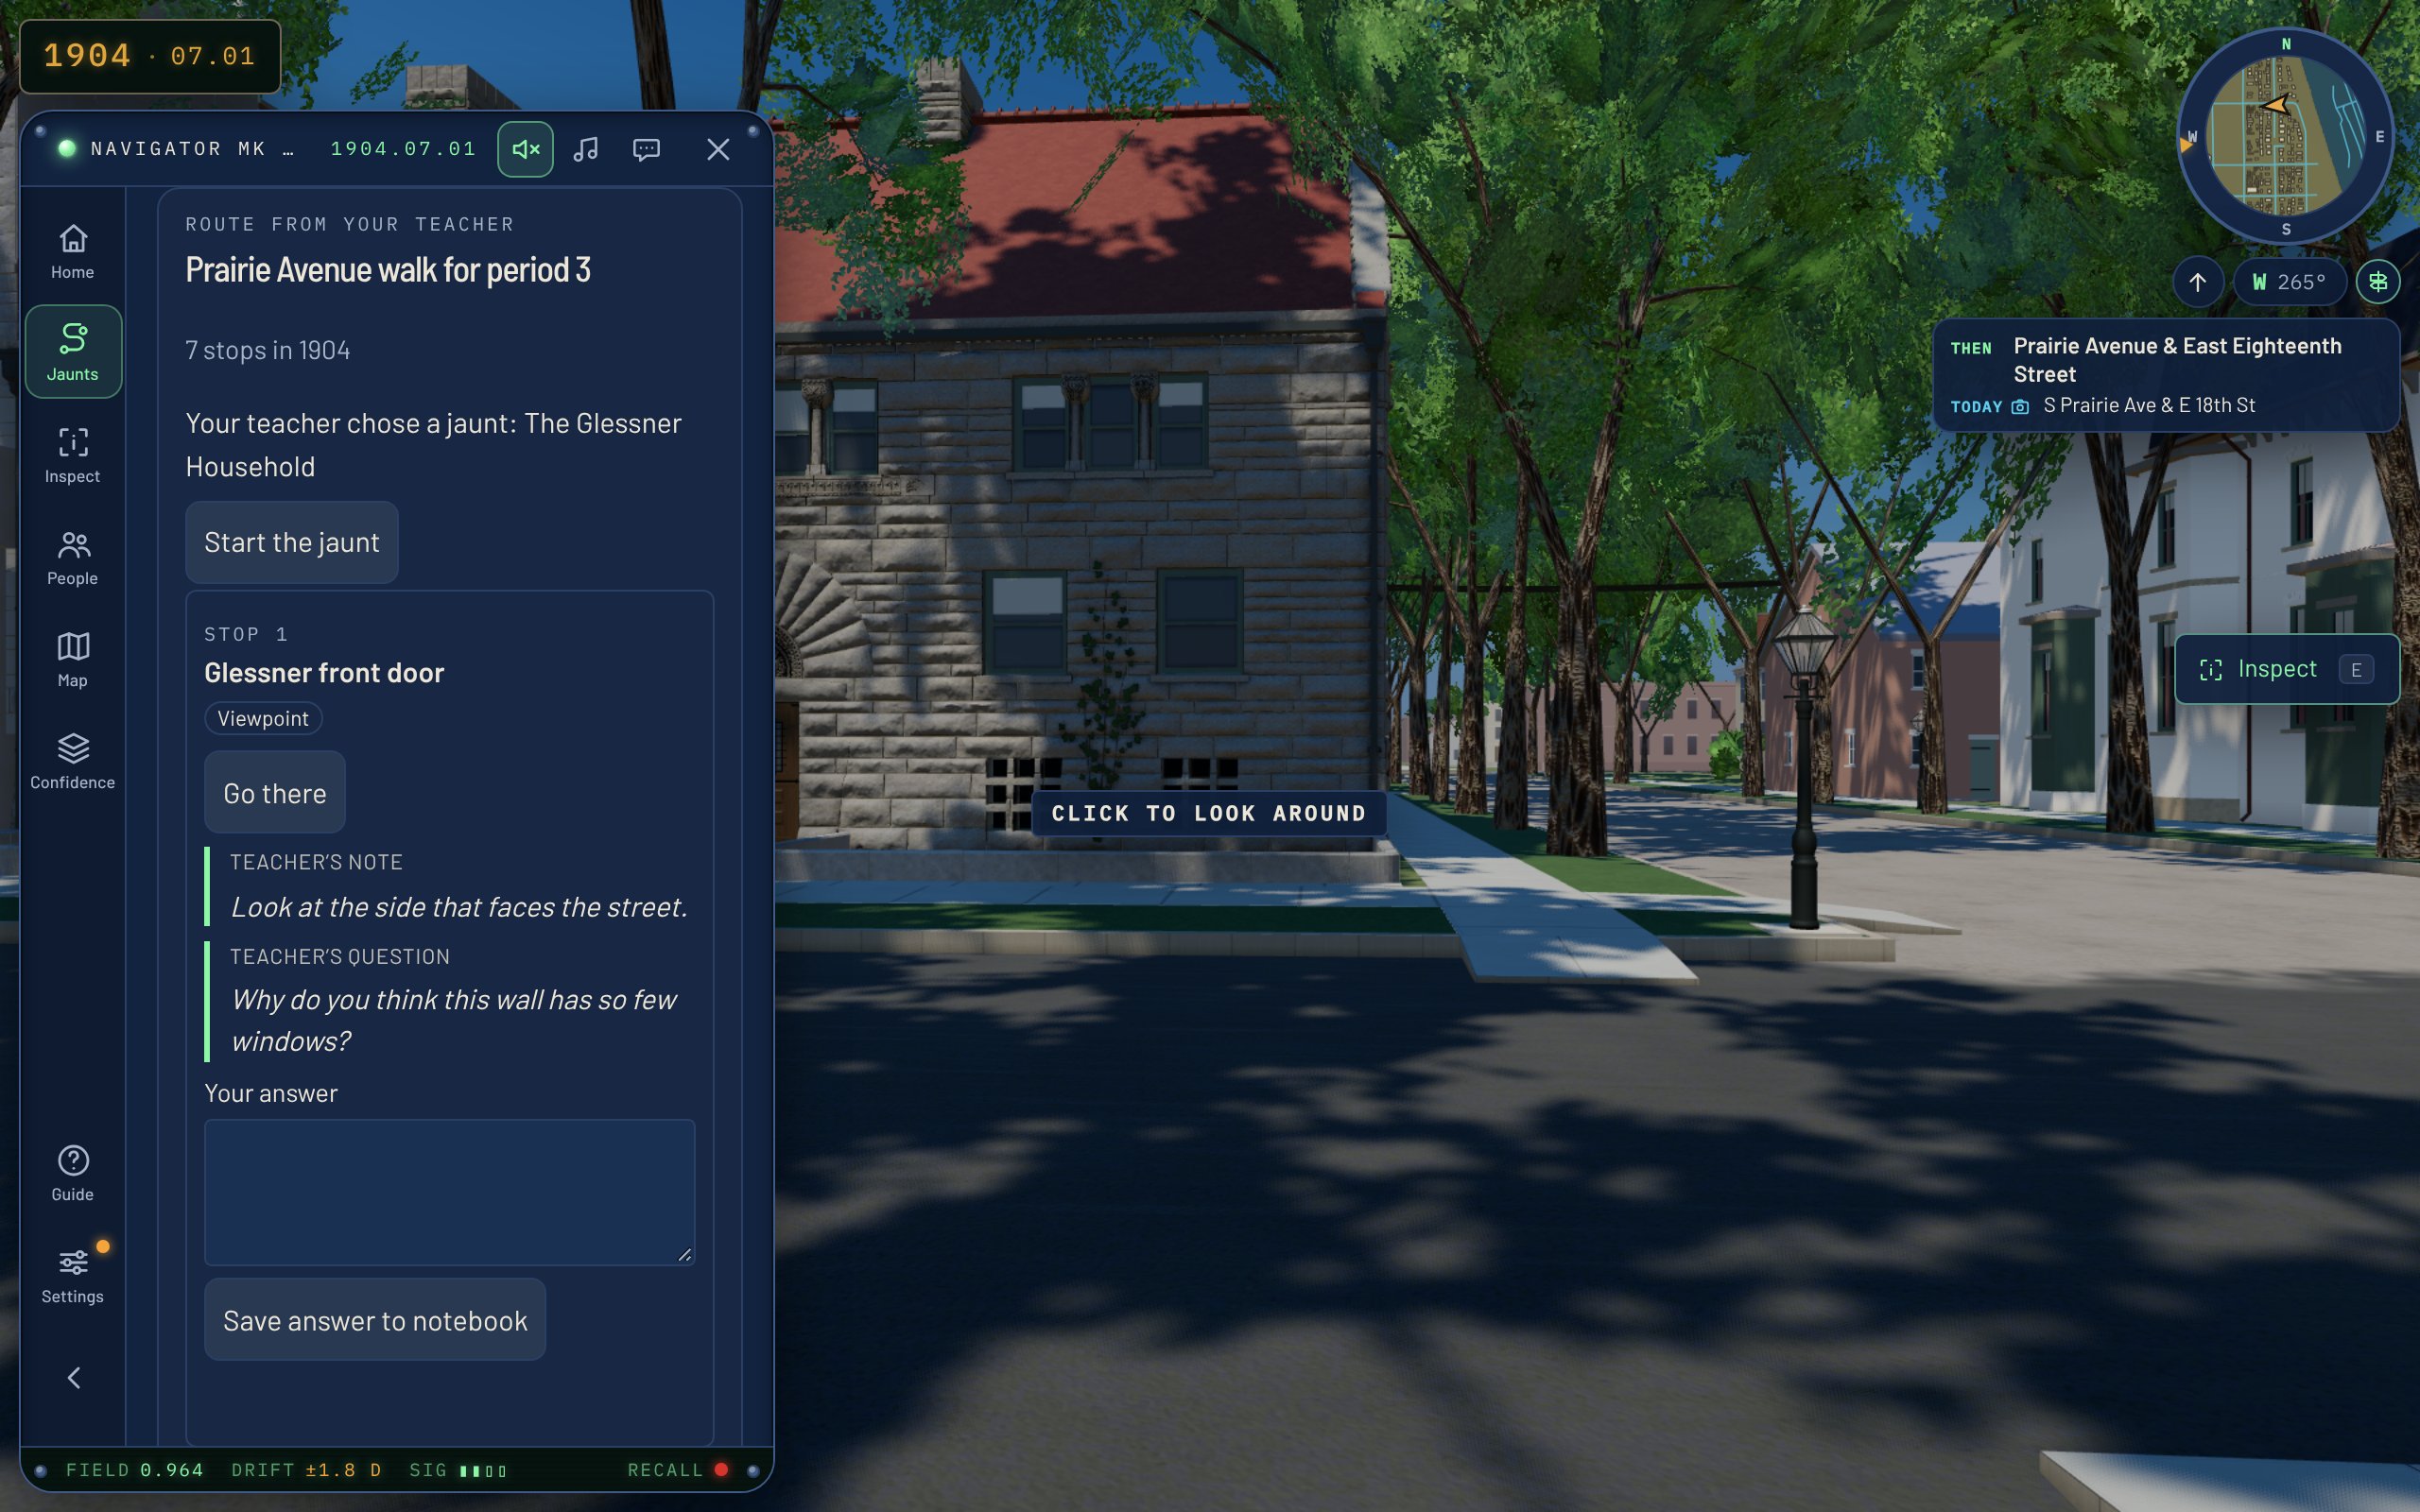 1904 · 07.01
NAVIGATOR MK …
1904.07.01
Home
Jaunts
Inspect
People
Map
Confidence
Guide
Settings
ROUTE FROM YOUR TEACHER
Prairie Avenue walk for period 3
7 stops in 1904
Your teacher chose a jaunt: The Glessner
Household
Start the jaunt
STOP 1
Glessner front door
Viewpoint
Go there
TEACHER'S NOTE
Look at the side that faces the street.
TEACHER'S QUESTION
Why do you think this wall has so few
windows?
Your answer
Save answer to notebook
FIELD 0.964 DRIFT ±1.8 D SIG RECALL
CLICK TO LOOK AROUND
N
W
E
S
W 265°
THEN Prairie Avenue & East Eighteenth
Street
TODAY S Prairie Ave & E 18th St
Inspect E